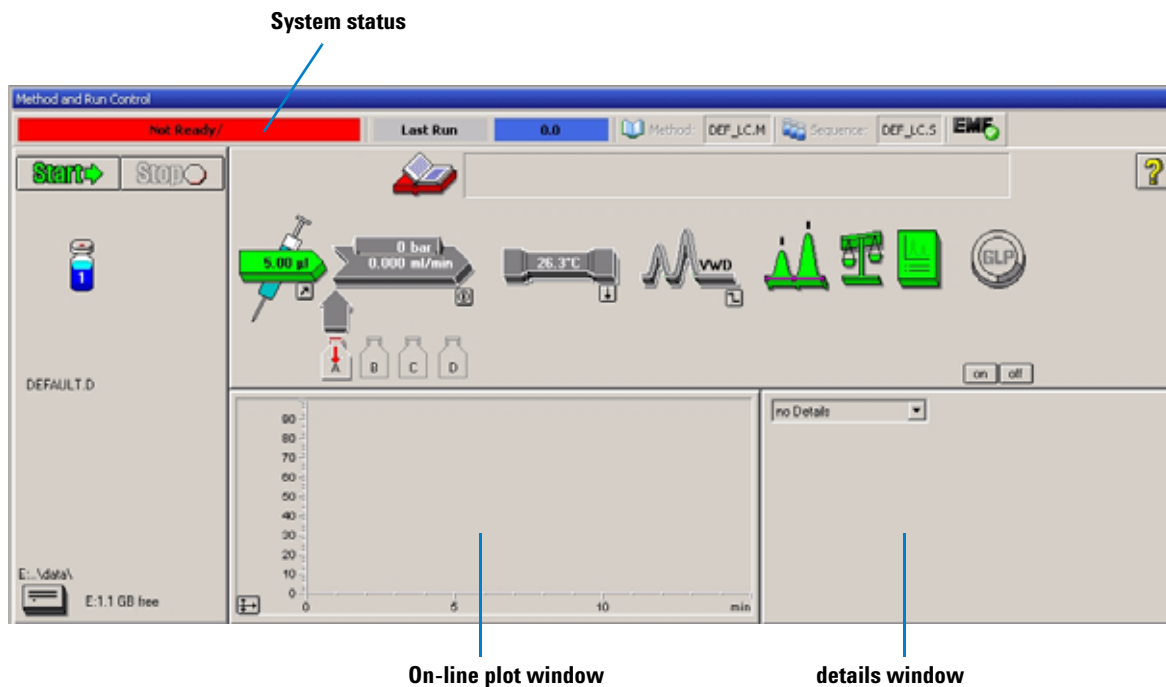 System status
Method and Run Control
Not Ready/
Last Run
0.0
Method:
DEF_LC.M
Sequence:
DEF_LC.S
EMF
Start
Stop
?
1
5.00 µl
0 bar
0.000 ml/min
26.3°C
VWD
GLP
A
B
C
D
DEFAULT.D
on
off
no Details
90
80
70
60
50
40
30
20
10
0
0
5
10
min
E:..\data\
E:1.1 GB free
On-line plot window
details window